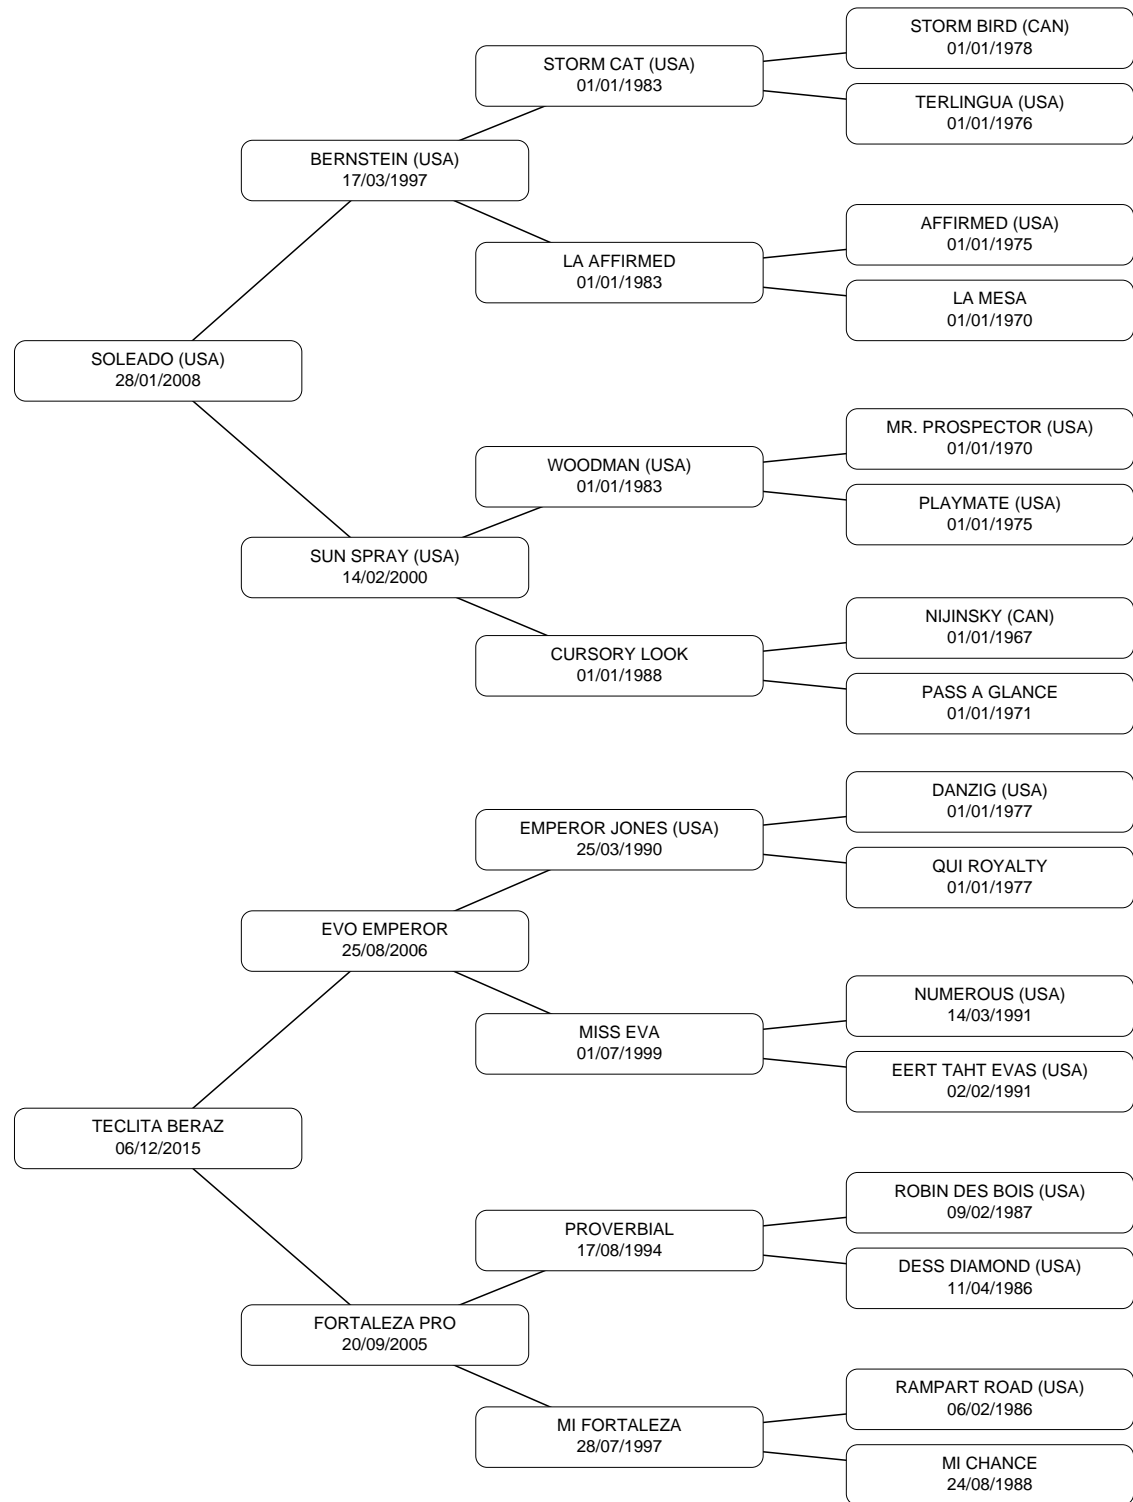 STORM BIRD (CAN)
01/01/1978
STORM CAT (USA)
01/01/1983
TERLINGUA (USA)
01/01/1976
BERNSTEIN (USA)
17/03/1997
AFFIRMED (USA)
01/01/1975
LA AFFIRMED
01/01/1983
LA MESA
01/01/1970
SOLEADO (USA)
28/01/2008
MR. PROSPECTOR (USA)
01/01/1970
WOODMAN (USA)
01/01/1983
PLAYMATE (USA)
01/01/1975
SUN SPRAY (USA)
14/02/2000
NIJINSKY (CAN)
01/01/1967
CURSORY LOOK
01/01/1988
PASS A GLANCE
01/01/1971
DANZIG (USA)
01/01/1977
EMPEROR JONES (USA)
25/03/1990
QUI ROYALTY
01/01/1977
EVO EMPEROR
25/08/2006
NUMEROUS (USA)
14/03/1991
MISS EVA
01/07/1999
EERT TAHT EVAS (USA)
02/02/1991
TECLITA BERAZ
06/12/2015
ROBIN DES BOIS (USA)
09/02/1987
PROVERBIAL
17/08/1994
DESS DIAMOND (USA)
11/04/1986
FORTALEZA PRO
20/09/2005
RAMPART ROAD (USA)
06/02/1986
MI FORTALEZA
28/07/1997
MI CHANCE
24/08/1988